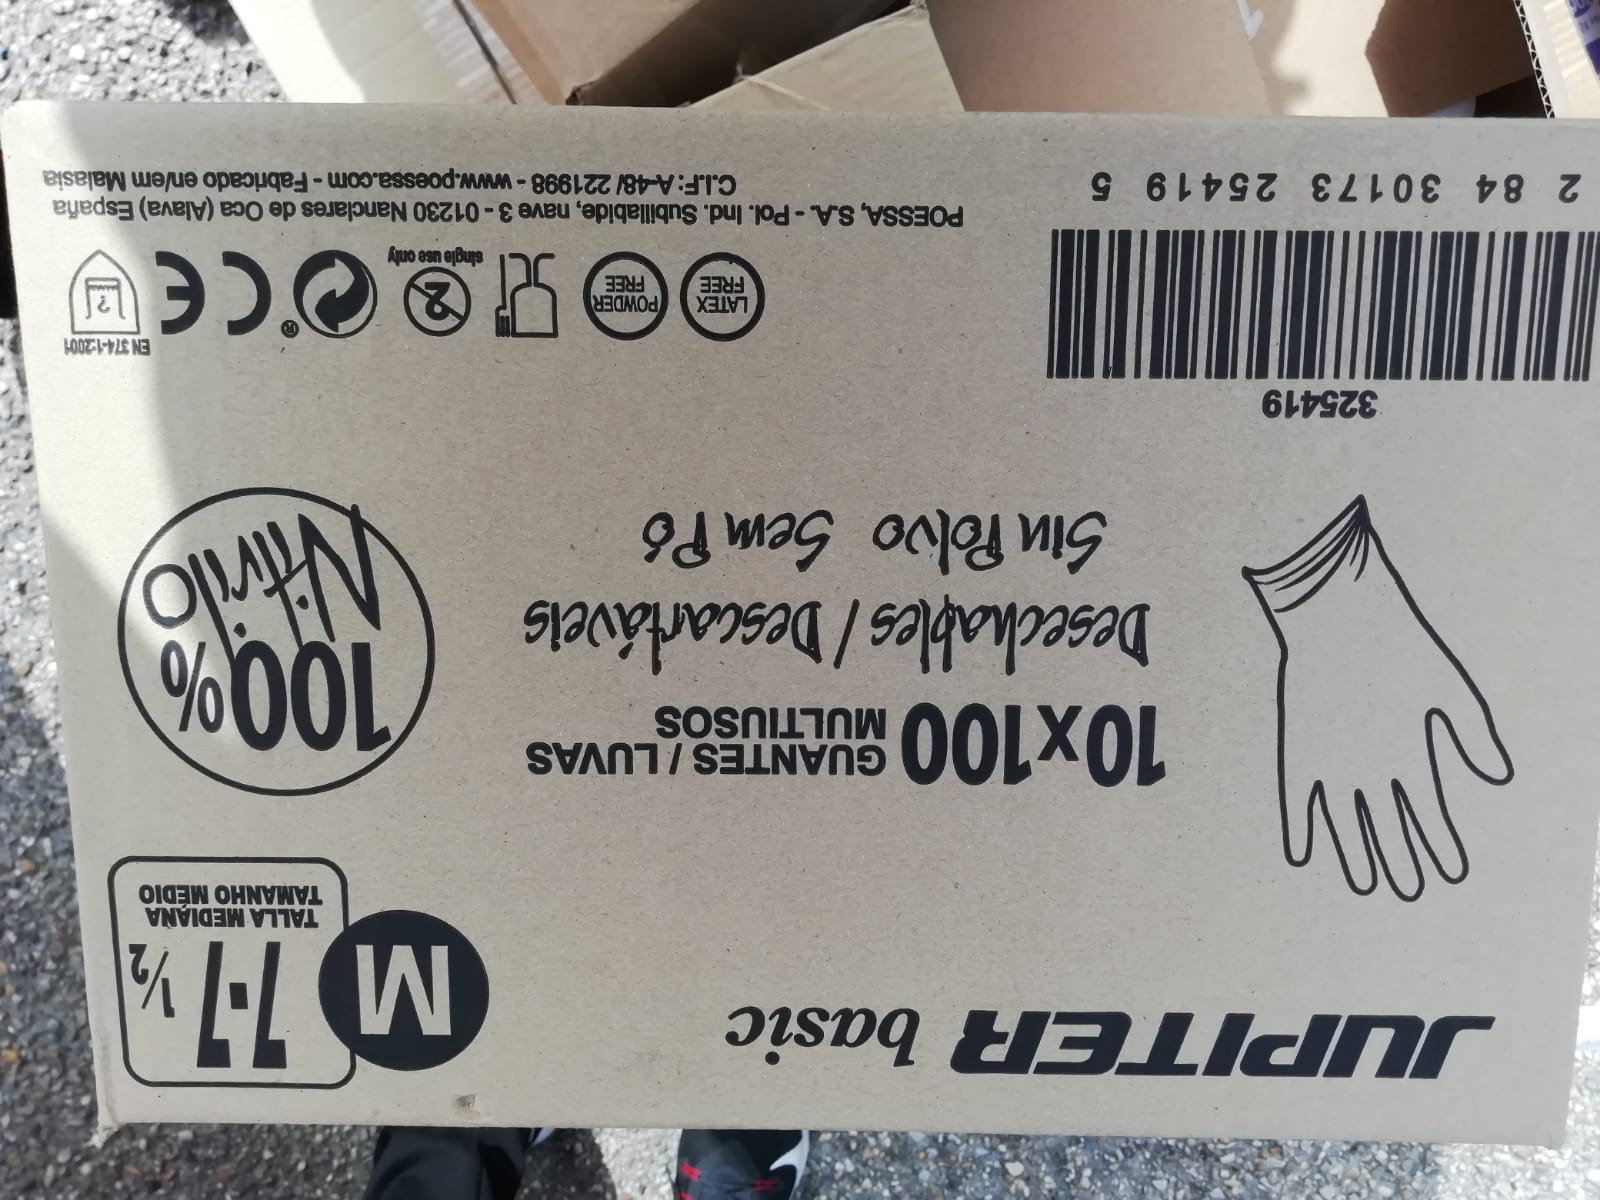 JUPITER basic
M
7-7 1/2
TALLA MEDIANA
TAMANHO MÉDIO
10x100
GUANTES / LUVAS
MULTIUSOS
Desechables / Descartáveis
Sin Polvo Sem Pó
100%
Nitrilo
325419
2 84 30173 25419 5
LATEX
FREE
POWDER
FREE
2
single use only
®
CE
EN 374-1:2001
?
POESSA, S.A. - Pol. Ind. Subillabide, nave 3 - 01230 Nanclares de Oca (Alava) España
C.I.F: A-48/ 221998 - www.poessa.com - Fabricado en/em Malasia